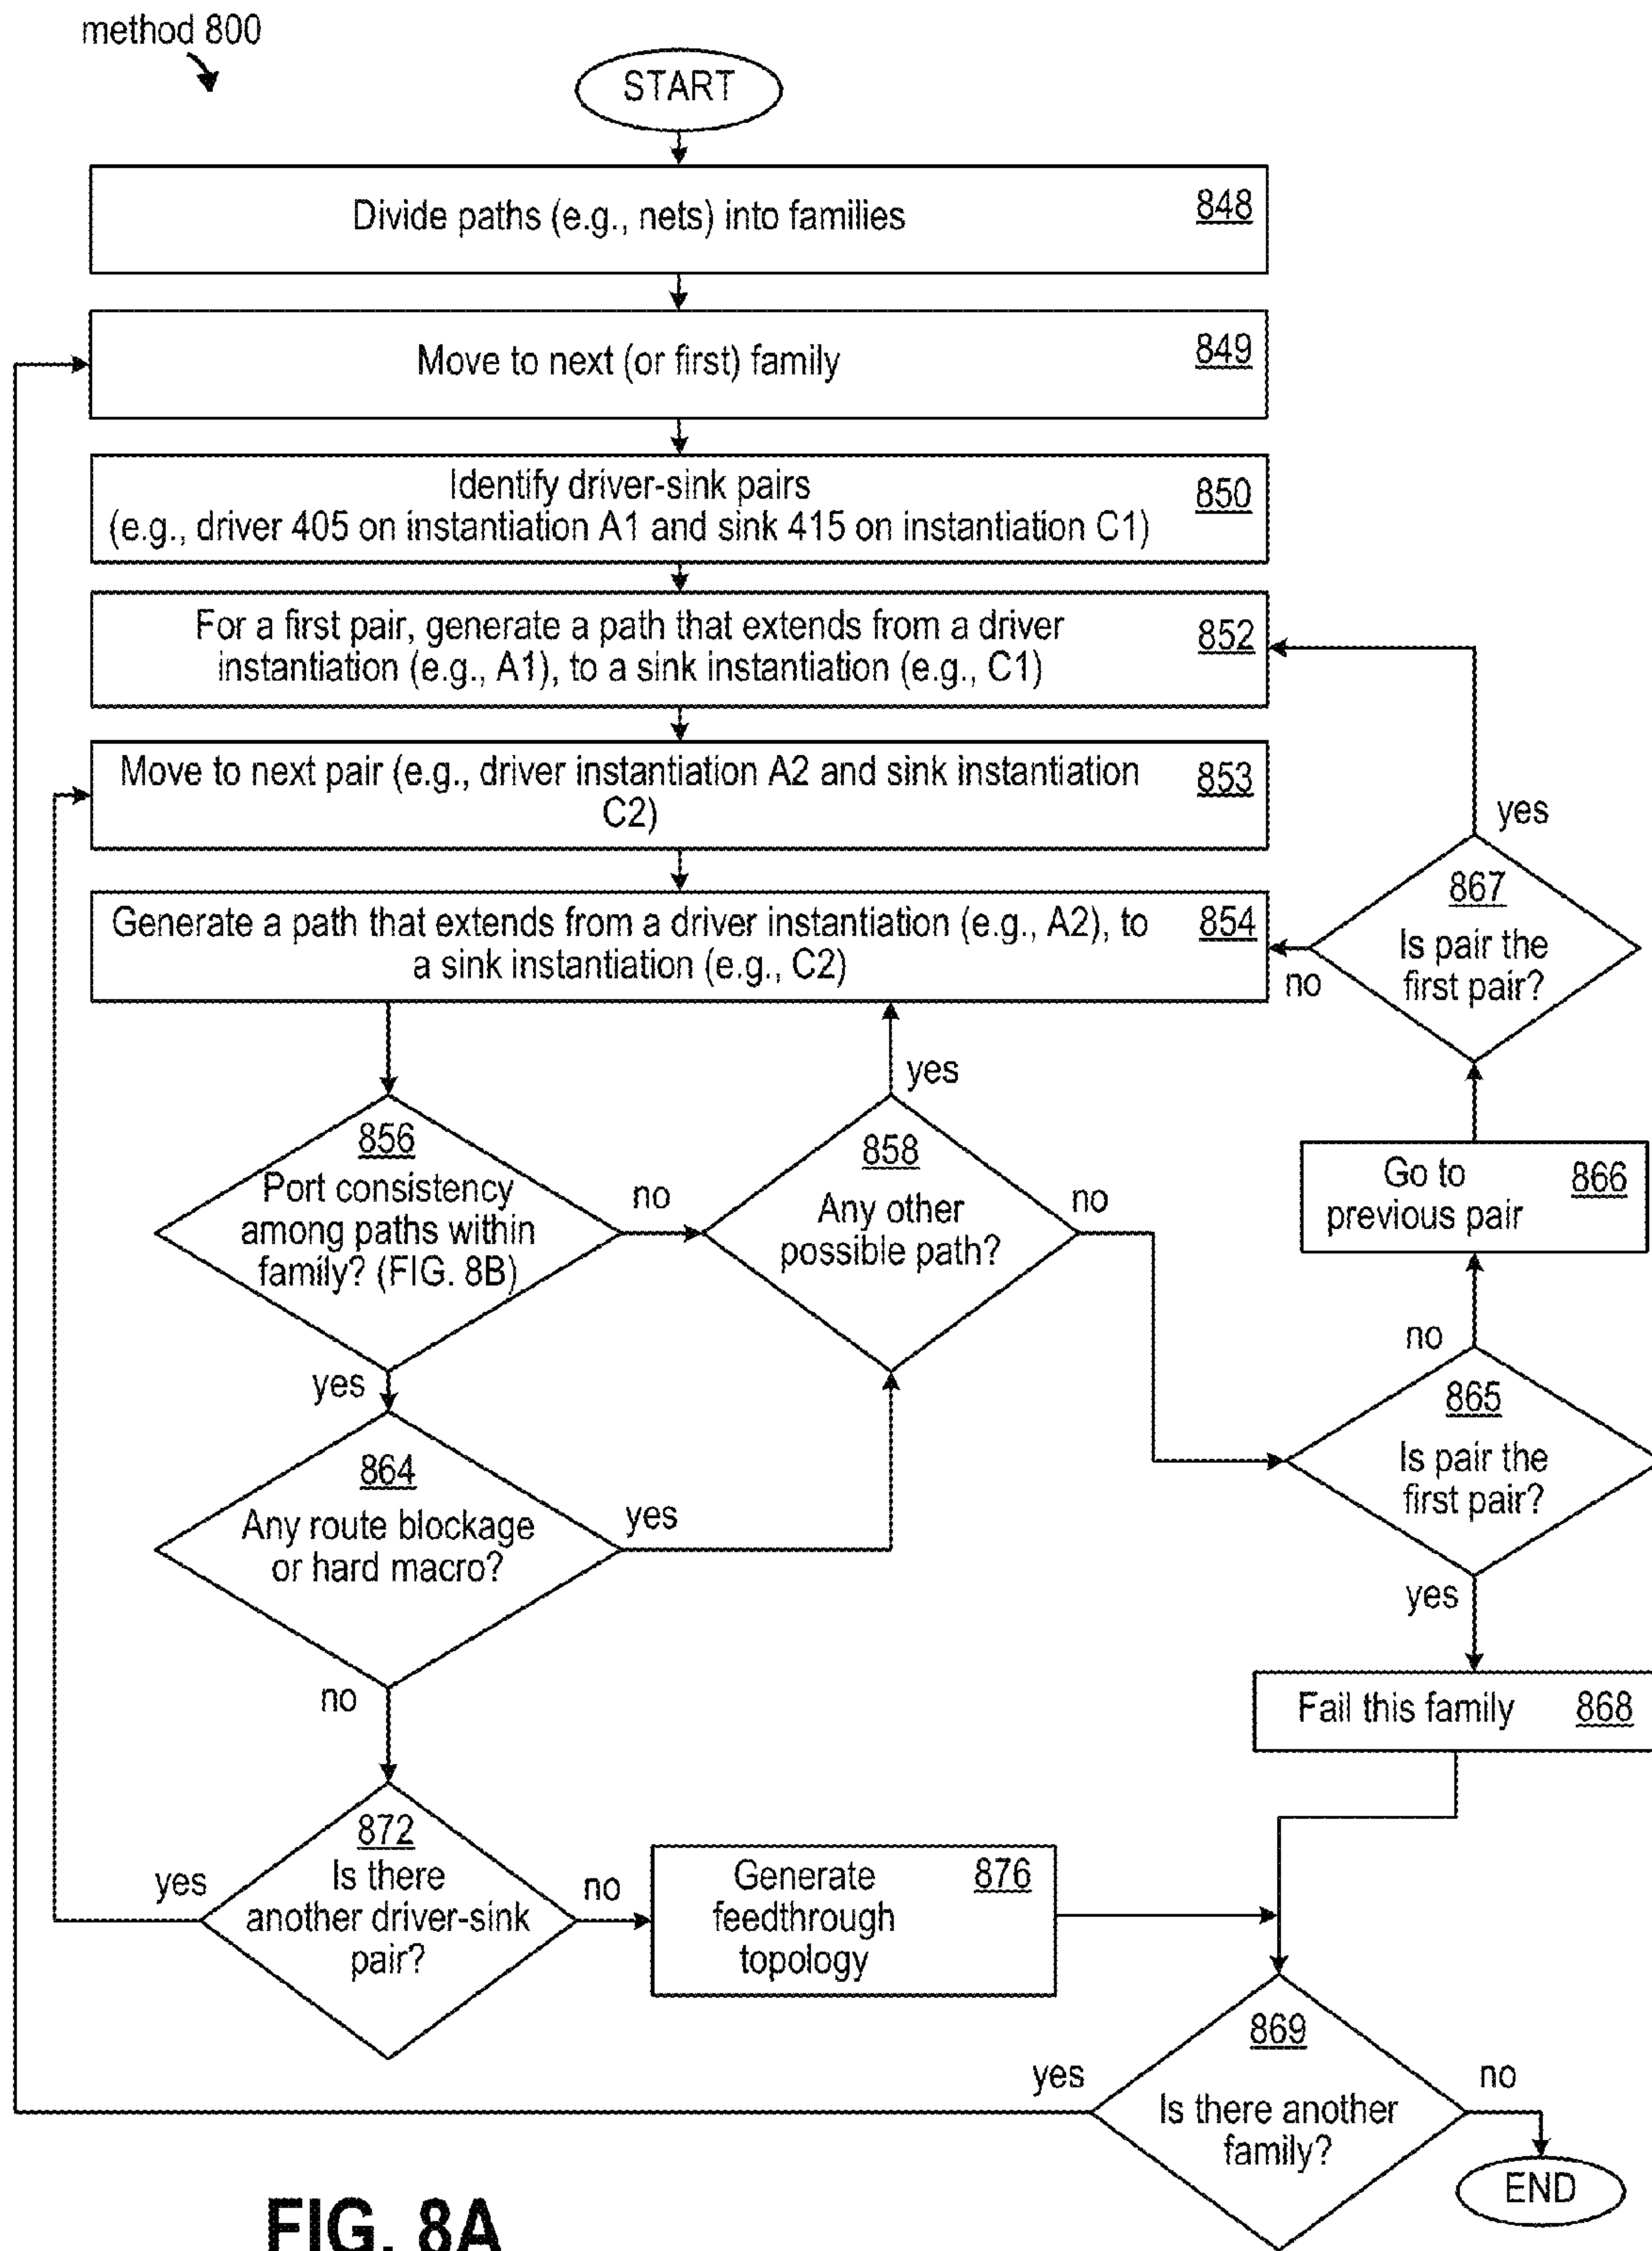 method 800
START
Divide paths (e.g., nets) into families
848
Move to next (or first) family
849
Identify driver-sink pairs
(e.g., driver 405 on instantiation A1 and sink 415 on instantiation C1)
850
For a first pair, generate a path that extends from a driver
instantiation (e.g., A1), to a sink instantiation (e.g., C1)
852
Move to next pair (e.g., driver instantiation A2 and sink instantiation
C2)
853
yes
Generate a path that extends from a driver instantiation (e.g., A2), to
a sink instantiation (e.g., C2)
854
867
Is pair the
first pair?
no
yes
856
Port consistency
among paths within
family? (FIG. 8B)
no
858
Any other
possible path?
no
Go to
previous pair
866
no
yes
865
Is pair the
first pair?
864
Any route blockage
or hard macro?
yes
yes
no
Fail this family
868
872
Is there
another driver-sink
pair?
yes
no
Generate
feedthrough
topology
876
869
Is there another
family?
yes
no
END
FIG. 8A